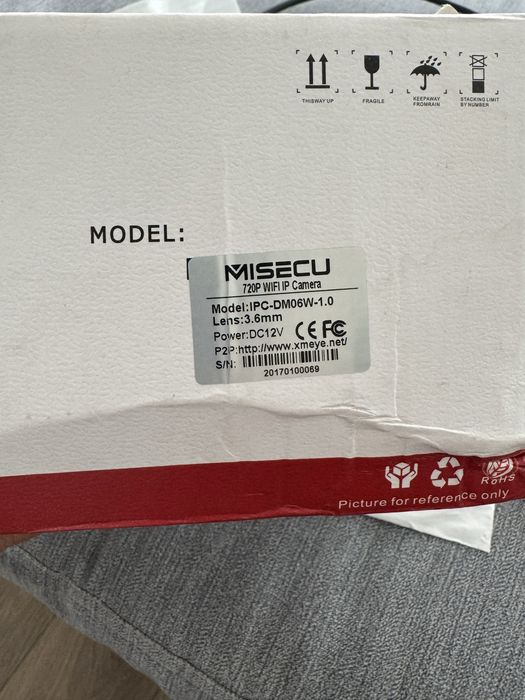 THISWAY UP
FRAGILE
KEEPAWAY
FROMRAIN
STACKING LIMIT
BY NUMBER
MODEL:
MISECU
720P WIFI IP Camera
Model:IPC-DM06W-1.0
Lens:3.6mm
Power:DC12V CE FC
P2P:http://www.xmeye.net/
S/N:
20170100069
RoHS
Picture for reference only